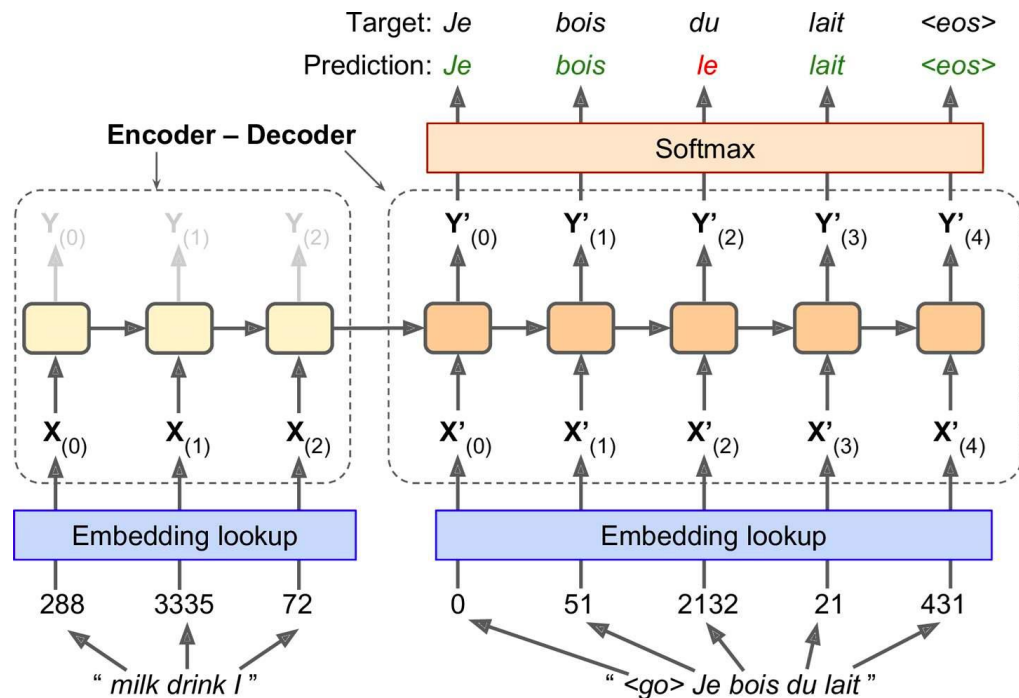 Target: Je bois du lait <eos>
Prediction: Je bois le lait <eos>
Encoder – Decoder
Softmax
Y(0) Y(1) Y(2) Y’(0) Y’(1) Y’(2) Y’(3) Y’(4)
X(0) X(1) X(2) X’(0) X’(1) X’(2) X’(3) X’(4)
Embedding lookup Embedding lookup
288 3335 72 0 51 2132 21 431
“ milk drink I ” “ <go> Je bois du lait ”